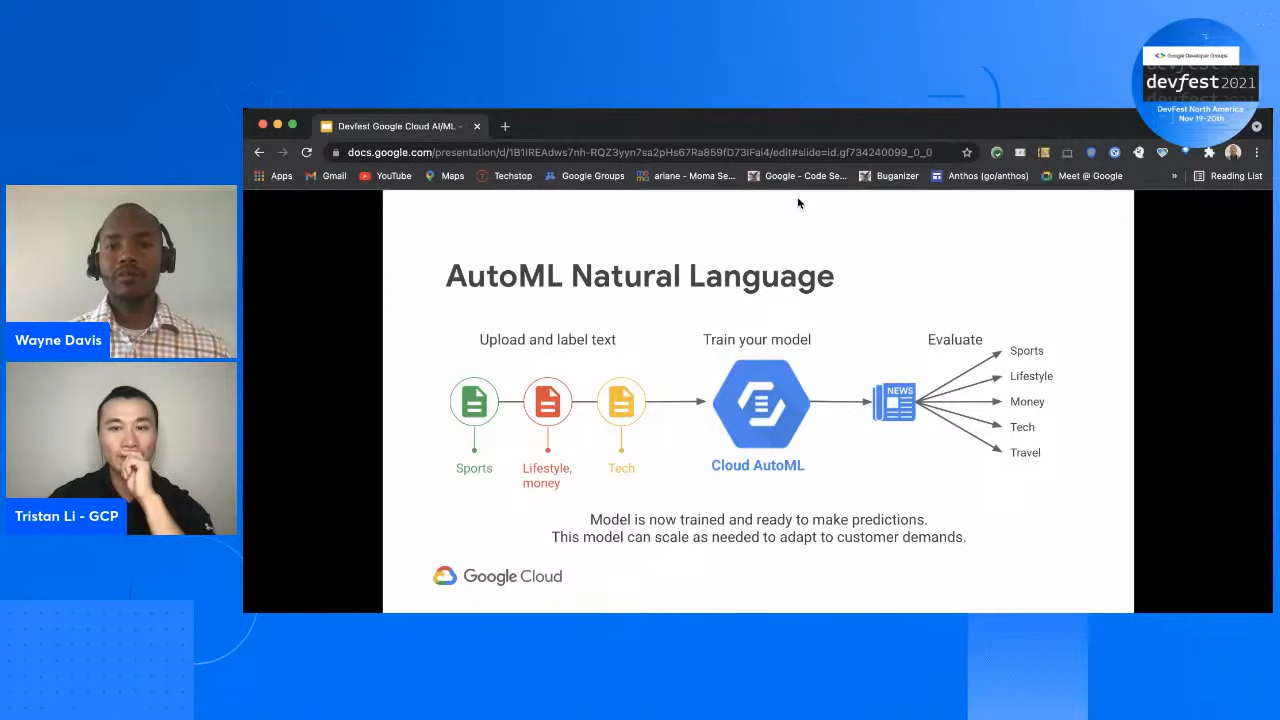 Google Developer Groups
devfest2021
DevFest North America
Nov 19-20th
Devfest Google Cloud AI/ML -
docs.google.com/presentation/d/1B1IREAdws7nh-RQZ3yyn7sa2pHs67Ra859fD73IFai4/edit#slide=id.gf734240099_0_0
Apps Gmail YouTube Maps Techstop Google Groups ariane - Moma Se... Google - Code Se... Buganizer Anthos (go/anthos) Meet @ Google » Reading List
AutoML Natural Language
Upload and label text
Train your model
Evaluate
NEWS
Sports
Lifestyle
Money
Tech
Travel
Sports
Lifestyle,
money
Tech
Cloud AutoML
Model is now trained and ready to make predictions.
This model can scale as needed to adapt to customer demands.
Google Cloud
Wayne Davis
Tristan Li - GCP